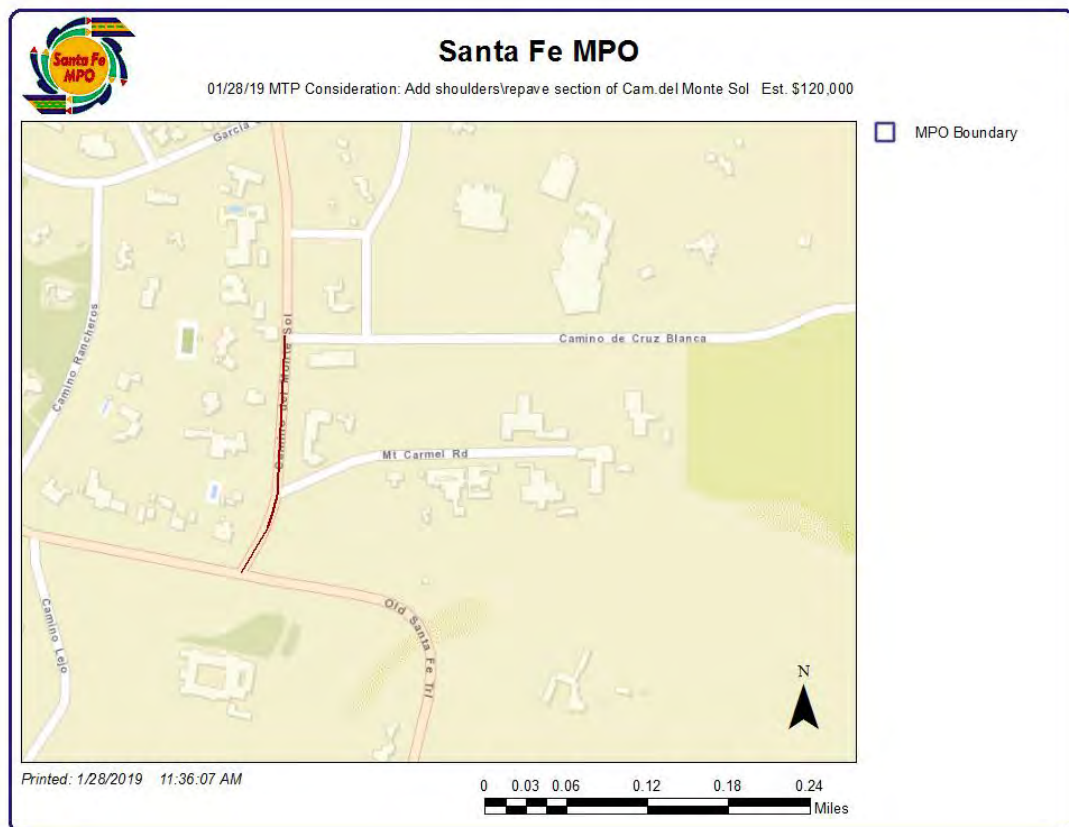 Santa Fe
MPO
Santa Fe MPO
01/28/19 MTP Consideration: Add shoulders\repave section of Cam.del Monte Sol Est. $120,000
MPO Boundary
Garcia
Camino Rancheros
Camino del Monte Sol
Camino de Cruz Blanca
Mt Carmel Rd
Camino Lejo
Old Santa Fe Trl
N
Printed: 1/28/2019 11:36:07 AM
0 0.03 0.06 0.12 0.18 0.24
Miles